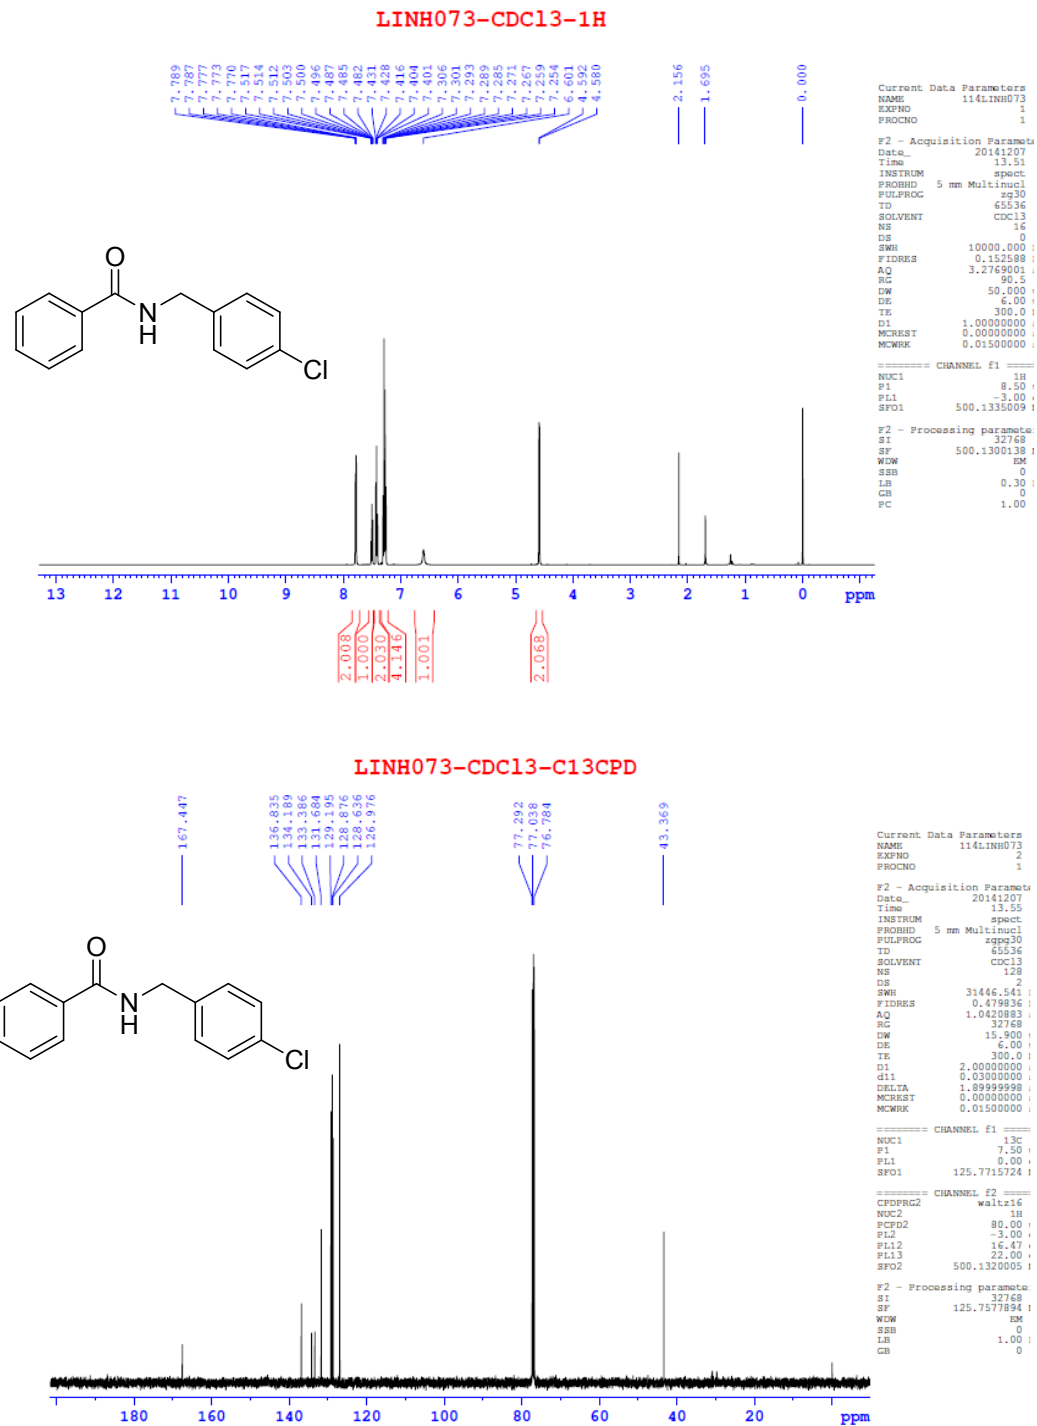 LINH073-CDCl3-1H
7.789
7.787
7.777
7.773
7.770
7.517
7.514
7.512
7.503
7.500
7.496
7.487
7.485
7.482
7.431
7.428
7.416
7.404
7.401
7.306
7.301
7.293
7.289
7.285
7.271
7.267
7.259
7.254
6.601
4.592
4.580
2.156
1.695
0.000
Current Data Parameters
NAME 114LINH073
EXPNO 1
PROCNO 1
F2 - Acquisition Paramete
Date_ 20141207
Time 13.51
INSTRUM spect
PROBHD 5 mm Multinucl
PULPROG zg30
TD 65536
SOLVENT CDCl3
NS 16
DS 0
SWH 10000.000
FIDRES 0.152588
AQ 3.2769001
RG 90.5
DW 50.000
DE 6.00
TE 300.0
D1 1.00000000
MCREST 0.00000000
MCWRK 0.01500000
======== CHANNEL f1 =====
NUC1 1H
P1 8.50
PL1 -3.00
SFO1 500.1335009
F2 - Processing paramete
SI 32768
SF 500.1300138
WDW EM
SSB 0
LB 0.30
GB 0
PC 1.00
O
N
H
Cl
13 12 11 10 9 8 7 6 5 4 3 2 1 0 ppm
2.008
1.000
2.030
4.146
1.001
2.068
LINH073-CDCl3-C13CPD
167.447
136.835
134.189
133.386
131.684
129.195
128.876
128.636
126.976
77.292
77.038
76.784
43.369
Current Data Parameters
NAME 114LINH073
EXPNO 2
PROCNO 1
F2 - Acquisition Paramete
Date_ 20141207
Time 13.55
INSTRUM spect
PROBHD 5 mm Multinucl
PULPROG zgpg30
TD 65536
SOLVENT CDCl3
NS 128
DS 2
SWH 31446.541
FIDRES 0.479836
AQ 1.0420883
RG 32768
DW 15.900
DE 6.00
TE 300.0
D1 2.00000000
d11 0.03000000
DELTA 1.89999998
MCREST 0.00000000
MCWRK 0.01500000
======== CHANNEL f1 =====
NUC1 13C
P1 7.50
PL1 0.00
SFO1 125.7715724
======== CHANNEL f2 =====
CPDPRG2 waltz16
NUC2 1H
PCPD2 80.00
PL2 -3.00
PL12 16.47
PL13 22.00
SFO2 500.1320005
F2 - Processing paramete
SI 32768
SF 125.7577894
WDW EM
SSB 0
LB 1.00
GB 0
O
N
H
Cl
180 160 140 120 100 80 60 40 20 ppm